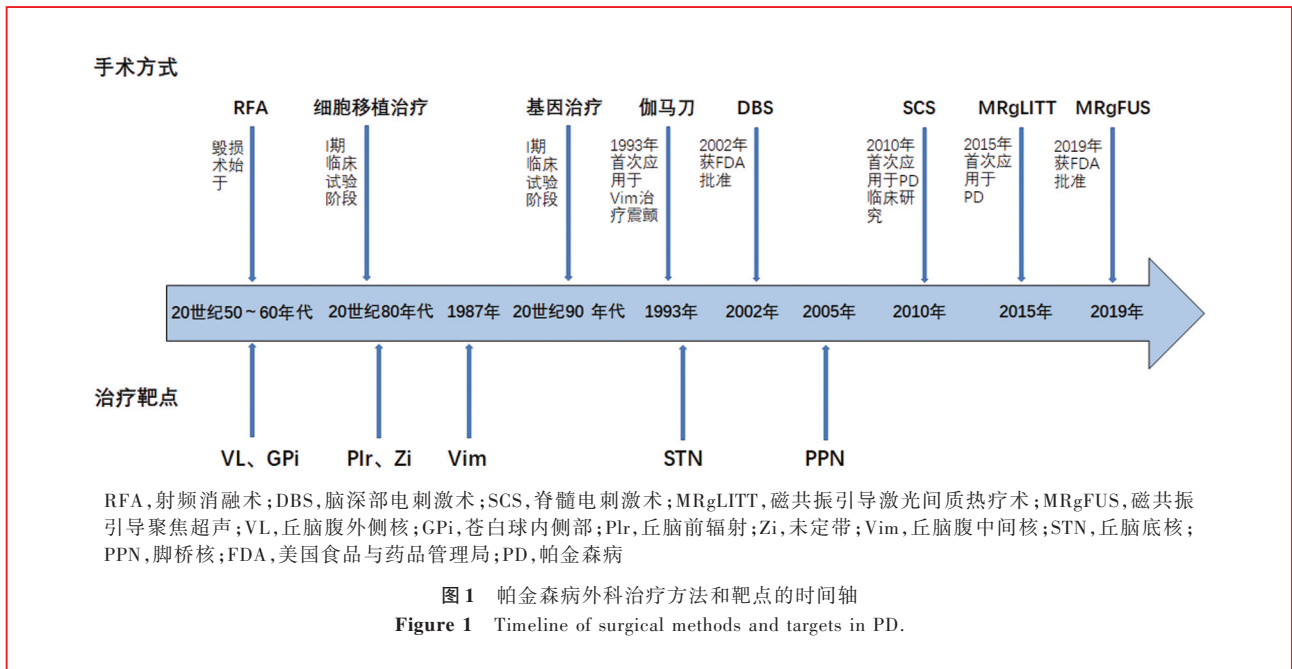 手术方式
RFA
细胞移植治疗
基因治疗
伽马刀
DBS
SCS
MRgLITT
MRgFUS
毁损
术始
于
I期
临床
试验
阶段
I期
临床
试验
阶段
1993年
首次应
用于
Vim治
疗震颤
2002年
获FDA
批准
2010年
首次应
用于PD
临床研
究
2015年
首次应
用于
PD
2019年
获FDA
批准
20世纪50～60年代
20世纪80年代
1987年
20世纪90 年代
1993年
2002年
2005年
2010年
2015年
2019年
治疗靶点
VL、GPi
Plr、Zi
Vim
STN
PPN
RFA,射频消融术;DBS,脑深部电刺激术;SCS,脊髓电刺激术;MRgLITT,磁共振引导激光间质热疗术;MRgFUS,磁共振
引导聚焦超声;VL,丘脑腹外侧核;GPi,苍白球内侧部;Plr,丘脑前辐射;Zi,未定带;Vim,丘脑腹中间核;STN,丘脑底核;
PPN,脚桥核;FDA,美国食品与药品管理局;PD,帕金森病
图1 帕金森病外科治疗方法和靶点的时间轴
Figure 1 Timeline of surgical methods and targets in PD.